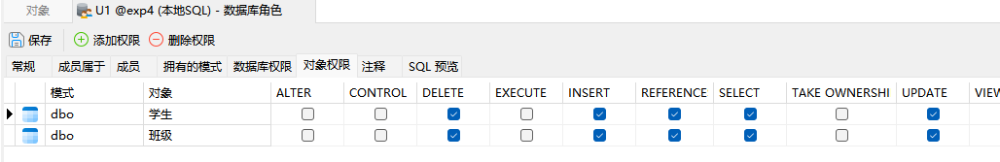 对象 U1 @exp4 (本地SQL) - 数据库角色
保存 添加权限 删除权限
常规 成员属于 成员 拥有的模式 数据库权限 对象权限 注释 SQL 预览
模式 对象 ALTER CONTROL DELETE EXECUTE INSERT REFERENCE SELECT TAKE OWNERSHI UPDATE VIEW
dbo 学生
dbo 班级